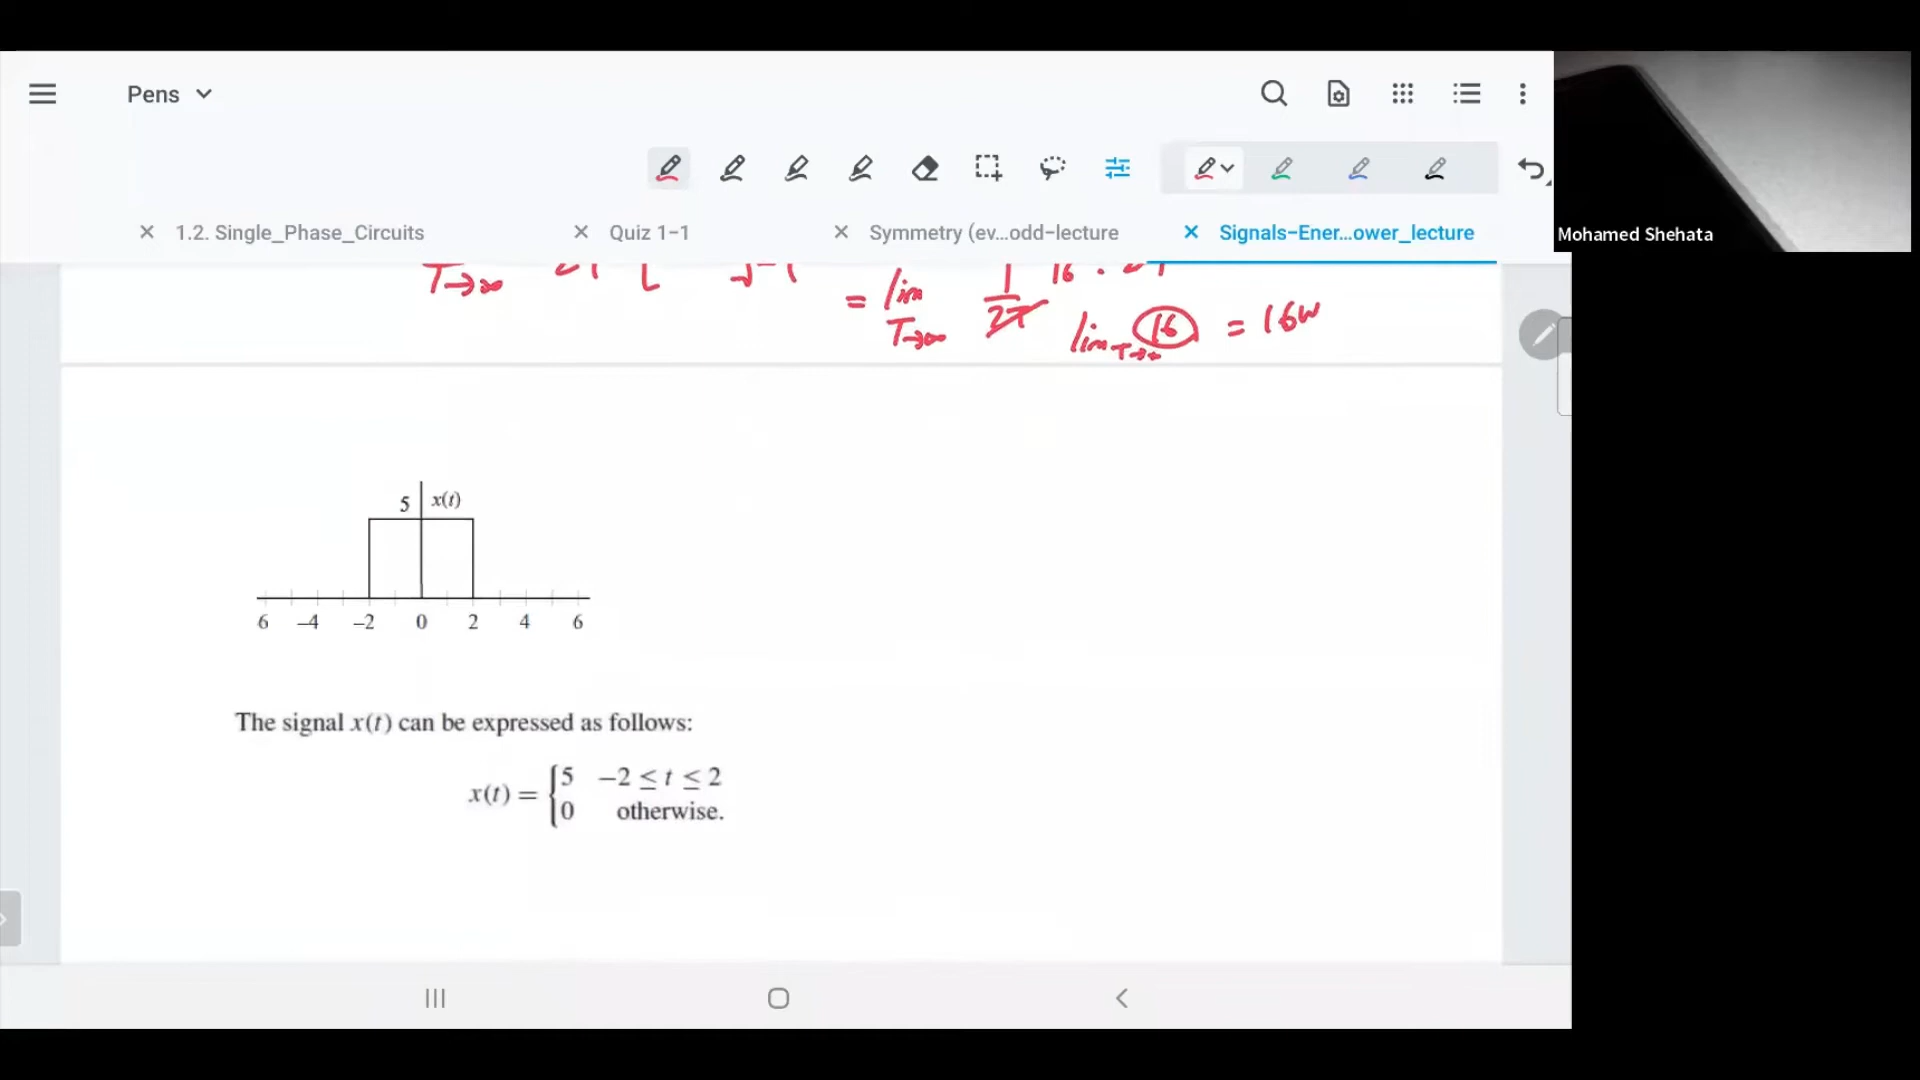 Pens
1.2. Single_Phase_Circuits
Quiz 1-1
Symmetry (ev...odd-lecture
Signals-Ener...ower_lecture
Mohamed Shehata
T→∞
= lim 1/2T 16 . 2T
T→∞
lim T→∞ 16 = 16w
5 x(t)
6 –4 –2 0 2 4 6
The signal x(t) can be expressed as follows:
x(t) = {5 –2 ≤ t ≤ 2
0 otherwise.